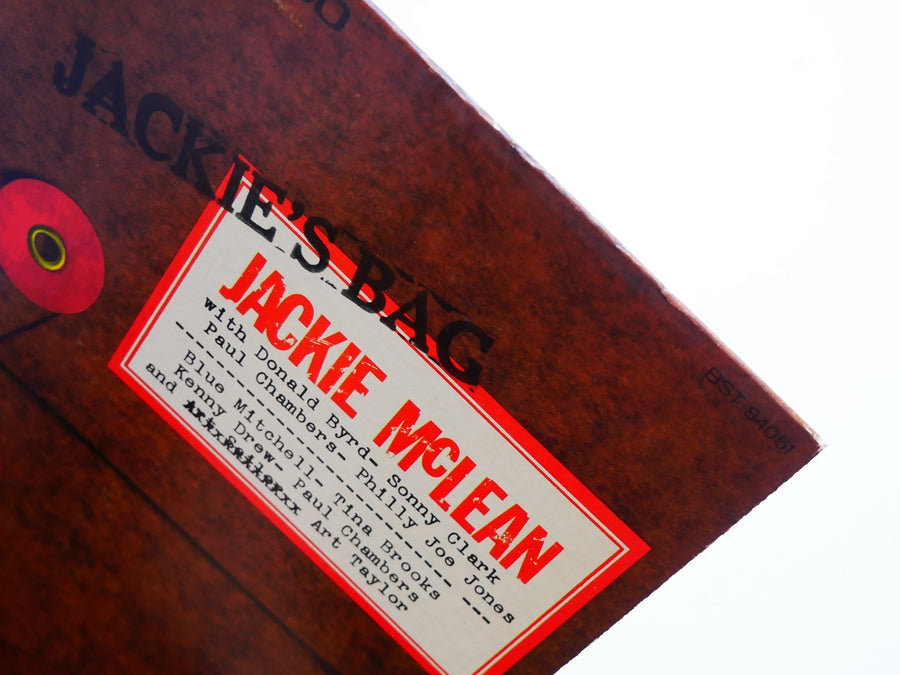 JACKIE'S BAG
BST 84051
JACKIE McLEAN
with Donald Byrd- Sonny Clark
Paul Chambers- Philly Joe Jones
Blue Mitchell- Tina Brooks
Kenny Drew- Paul Chambers
and Art Taylor